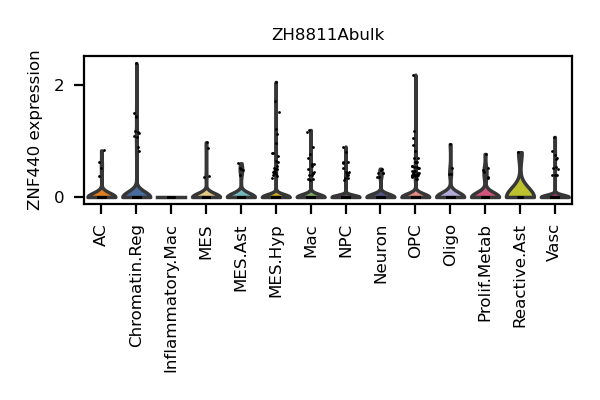 ZH8811Abulk
ZNF440 expression
2
0
AC
Chromatin.Reg
Inflammatory.Mac
MES
MES.Ast
MES.Hyp
Mac
NPC
Neuron
OPC
Oligo
Prolif.Metab
Reactive.Ast
Vasc